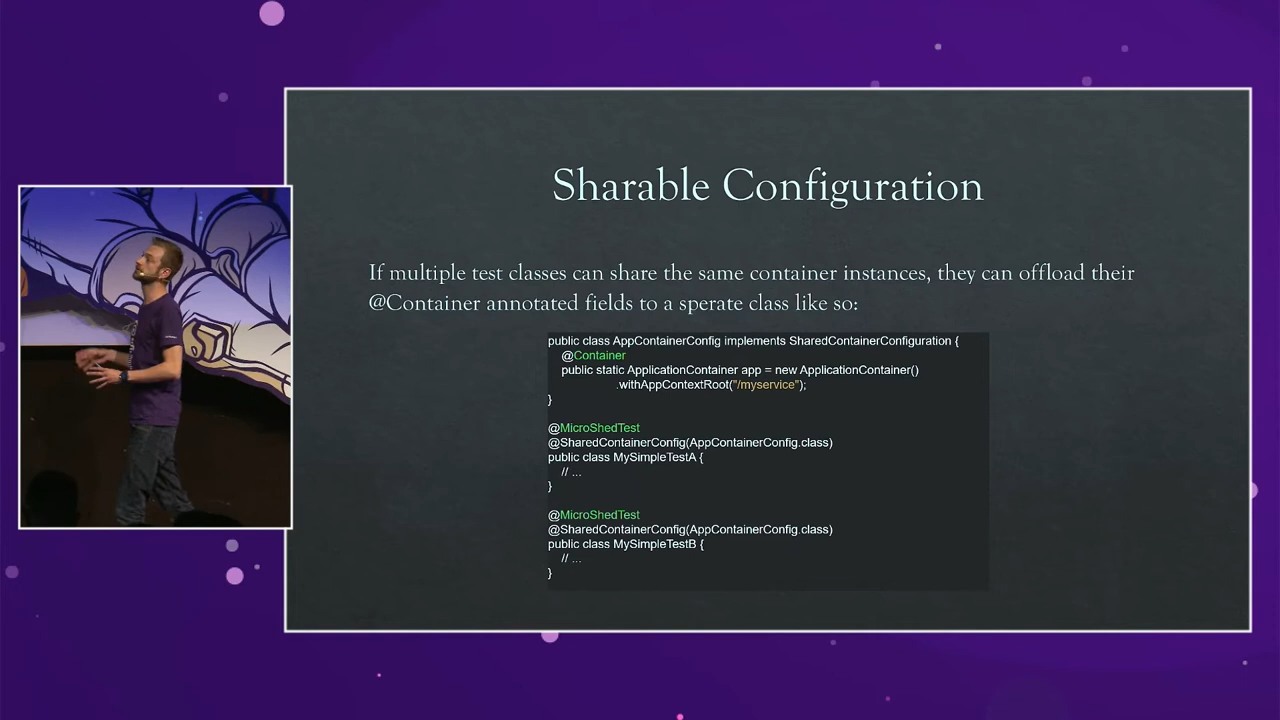 Sharable Configuration
If multiple test classes can share the same container instances, they can offload their
@Container annotated fields to a sperate class like so:
public class AppContainerConfig implements SharedContainerConfiguration {
@Container
public static ApplicationContainer app = new ApplicationContainer()
.withAppContextRoot("/myservice");
}
@MicroShedTest
@SharedContainerConfig(AppContainerConfig.class)
public class MySimpleTestA {
// ...
}
@MicroShedTest
@SharedContainerConfig(AppContainerConfig.class)
public class MySimpleTestB {
// ...
}